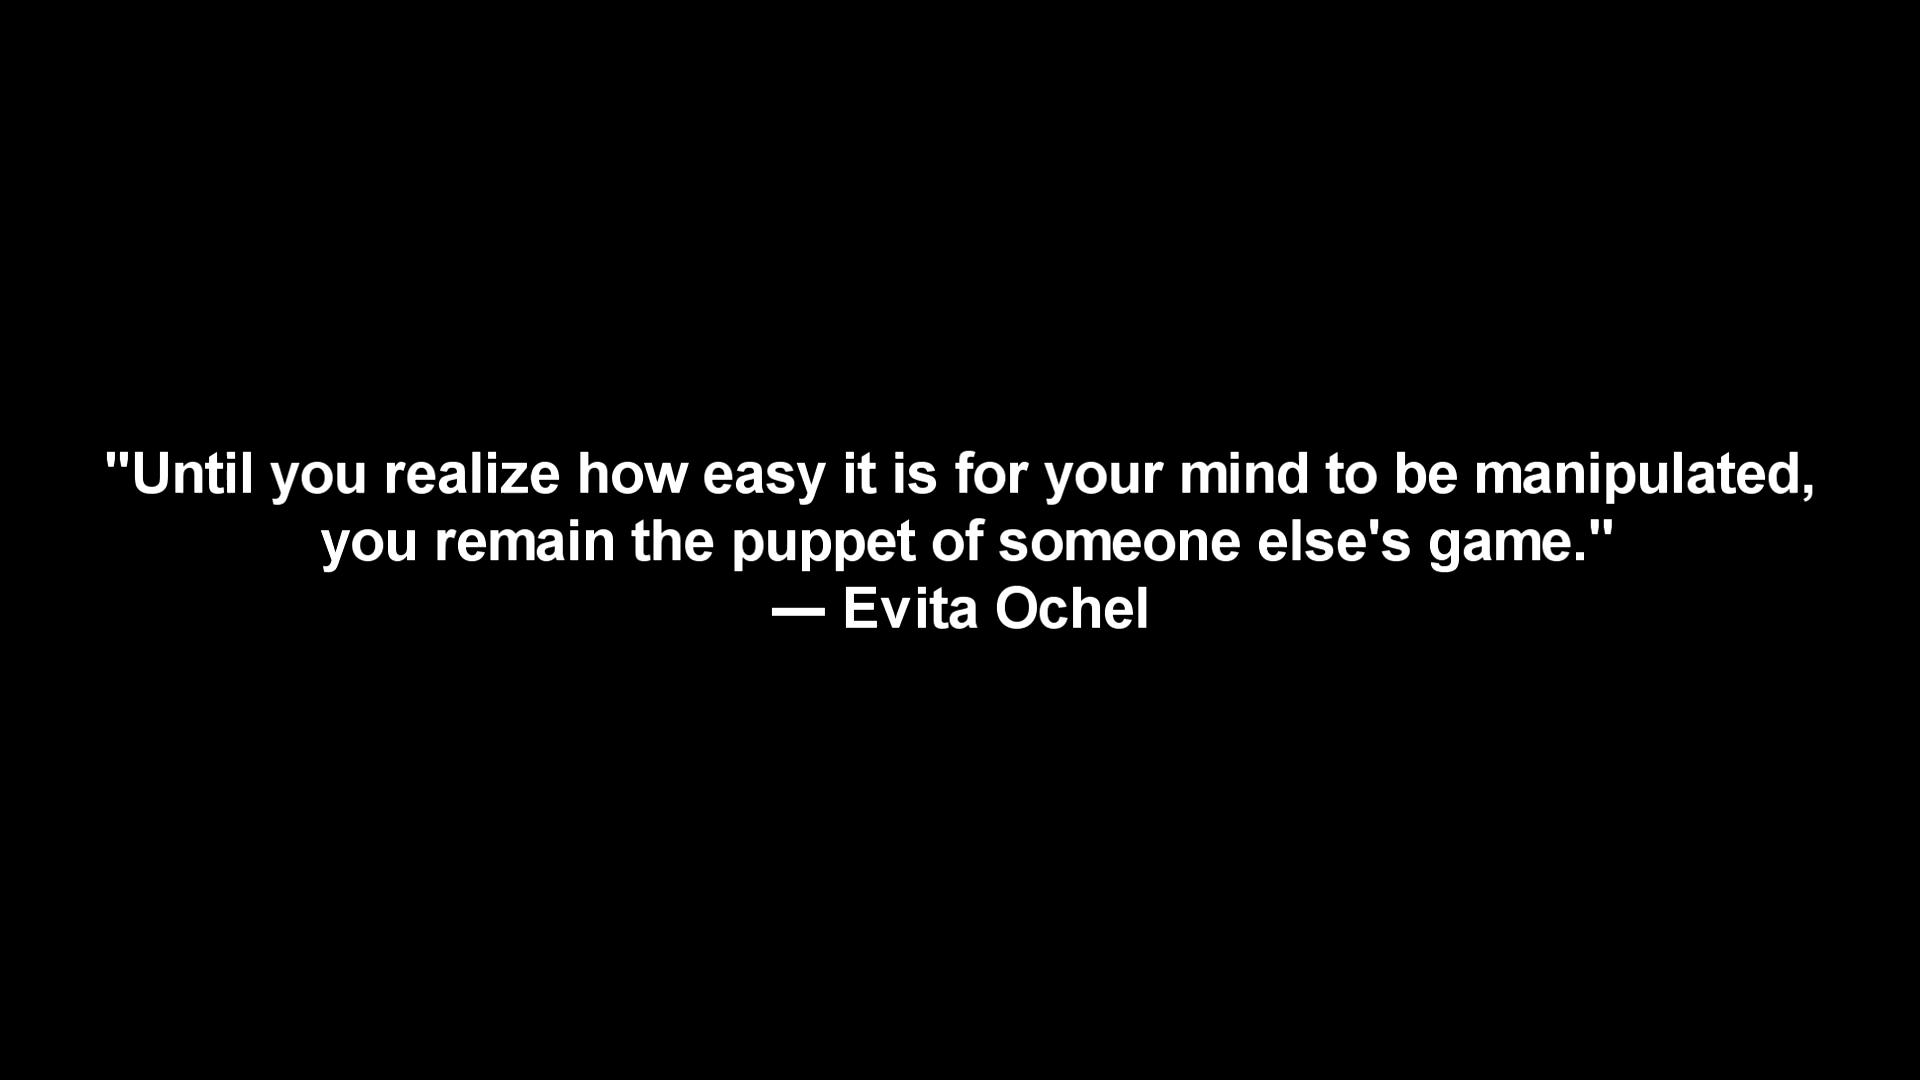 "Until you realize how easy it is for your mind to be manipulated,
you remain the puppet of someone else's game."
— Evita Ochel